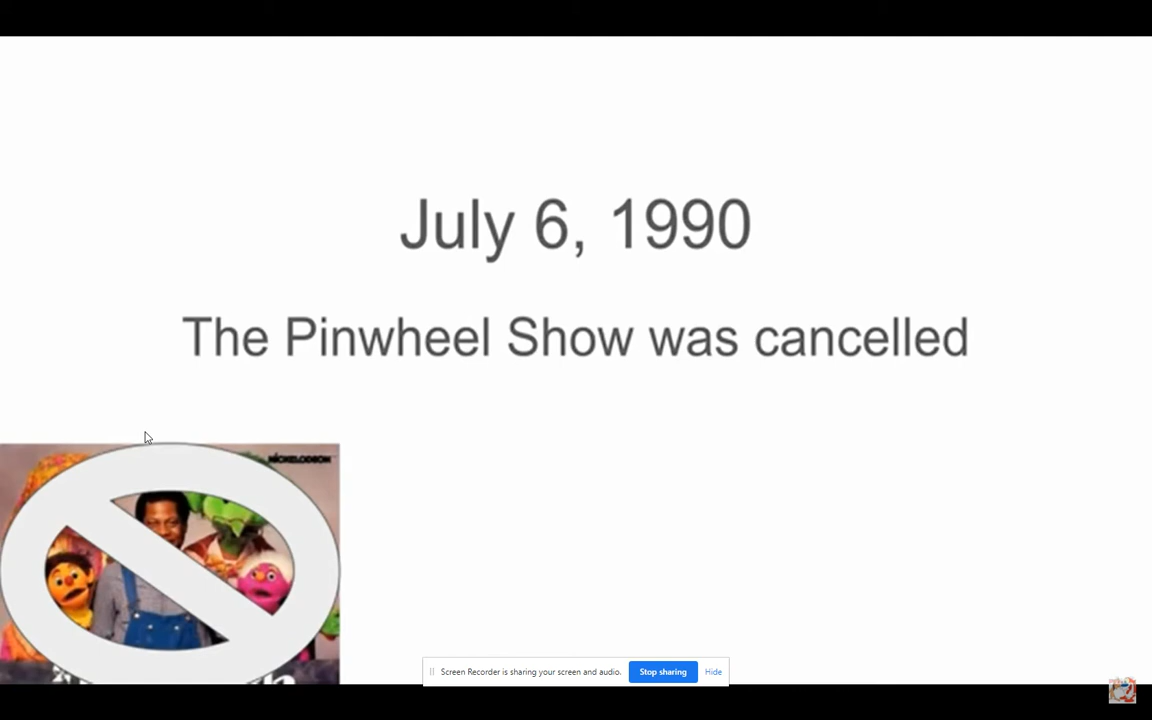 July 6, 1990
The Pinwheel Show was cancelled
NICKELODEON
Screen Recorder is sharing your screen and audio.
Stop sharing
Hide